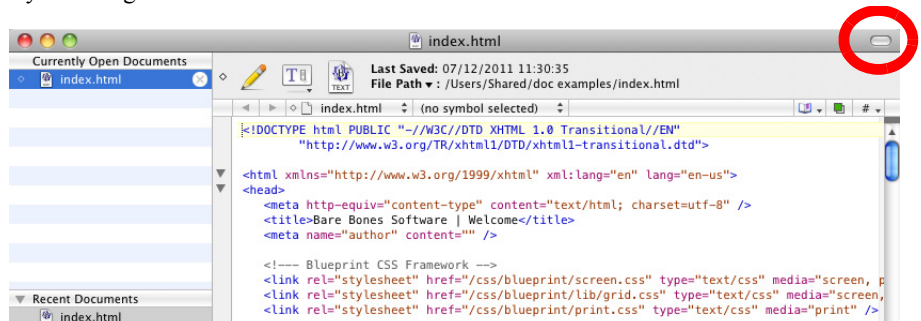 index.html
Currently Open Documents
index.html
Last Saved: 07/12/2011 11:30:35
File Path ▾ : /Users/Shared/doc examples/index.html
TEXT
index.html (no symbol selected) #
<!DOCTYPE html PUBLIC "-//W3C//DTD XHTML 1.0 Transitional//EN"
"http://www.w3.org/TR/xhtml1/DTD/xhtml1-transitional.dtd">
<html xmlns="http://www.w3.org/1999/xhtml" xml:lang="en" lang="en-us">
<head>
<meta http-equiv="content-type" content="text/html; charset=utf-8" />
<title>Bare Bones Software | Welcome</title>
<meta name="author" content="" />
<!--- Blueprint CSS Framework -->
<link rel="stylesheet" href="/css/blueprint/screen.css" type="text/css" media="screen, p
<link rel="stylesheet" href="/css/blueprint/lib/grid.css" type="text/css" media="screen,
<link rel="stylesheet" href="/css/blueprint/print.css" type="text/css" media="print" />
Recent Documents
index.html